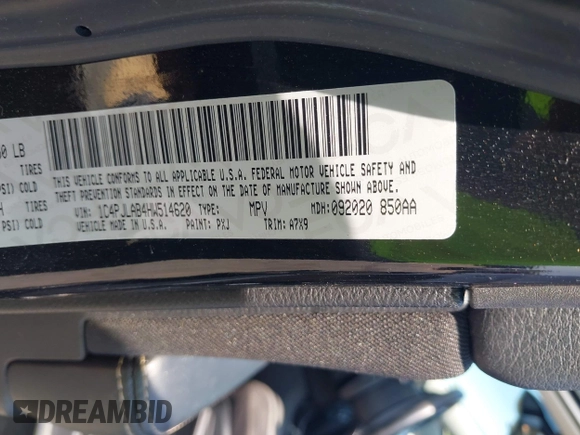 0 LB
TIRES
PSI) COLD
TIRES
PSI) COLD
THIS VEHICLE CONFORMS TO ALL APPLICABLE U.S.A. FEDERAL MOTOR VEHICLE SAFETY AND
THEFT PREVENTION STANDARDS IN EFFECT ON THE DATE OF MANUFACTURE SHOWN ABOVE.
VIN: 1C4PJLAB4HW514620 TYPE: MPV MDH: 092020 850AA
VEHICLE MADE IN U.S.A. PAINT: PXJ TRIM: A7X9
DREAMBID